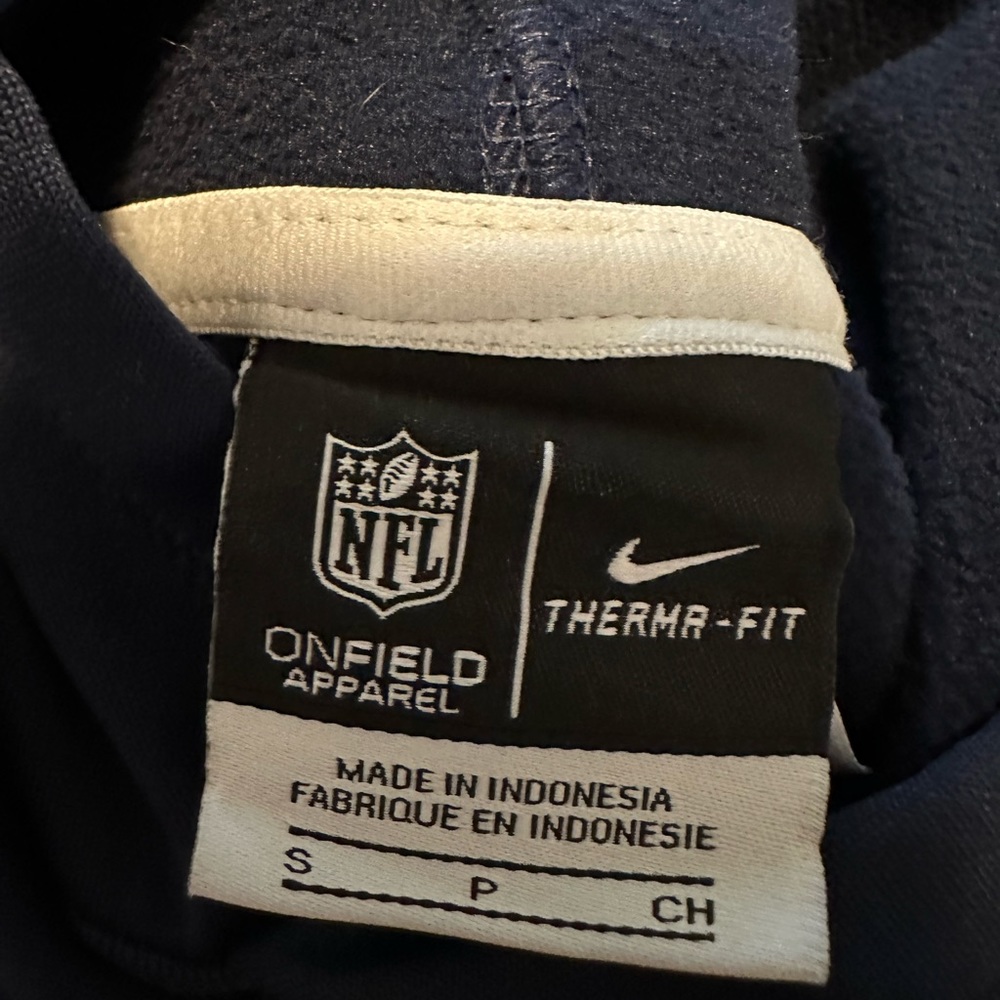 NFL
ONFIELD
APPAREL
THERMA-FIT
MADE IN INDONESIA
FABRIQUE EN INDONESIE
S P CH